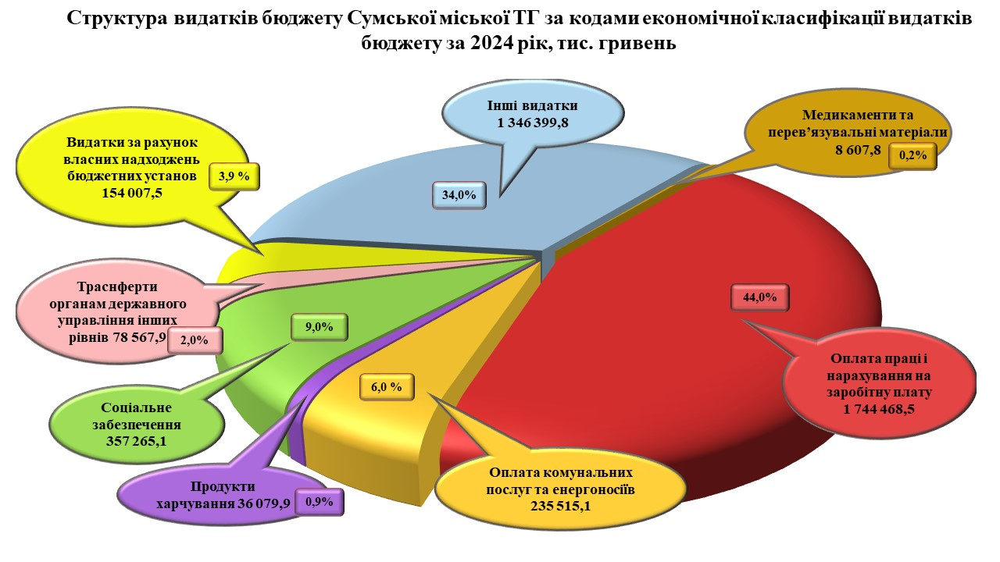 Структура видатків бюджету Сумської міської ТГ за кодами економічної класифікації видатків
бюджету за 2024 рік, тис. гривень
Інші видатки
1 346 399,8
34,0%
Медикаменти та
перев’язувальні матеріали
8 607,8
0,2%
Видатки за рахунок
власних надходжень
бюджетних установ
154 007,5
3,9 %
Траснферти
органам державного
управління інших
рівнів 78 567,9
2,0%
9,0%
44,0%
Оплата праці і
нарахування на
заробітну плату
1 744 468,5
6,0 %
Соціальне
забезпечення
357 265,1
Продукти
харчування 36 079,9
0,9%
Оплата комунальних
послуг та енергоносіїв
235 515,1